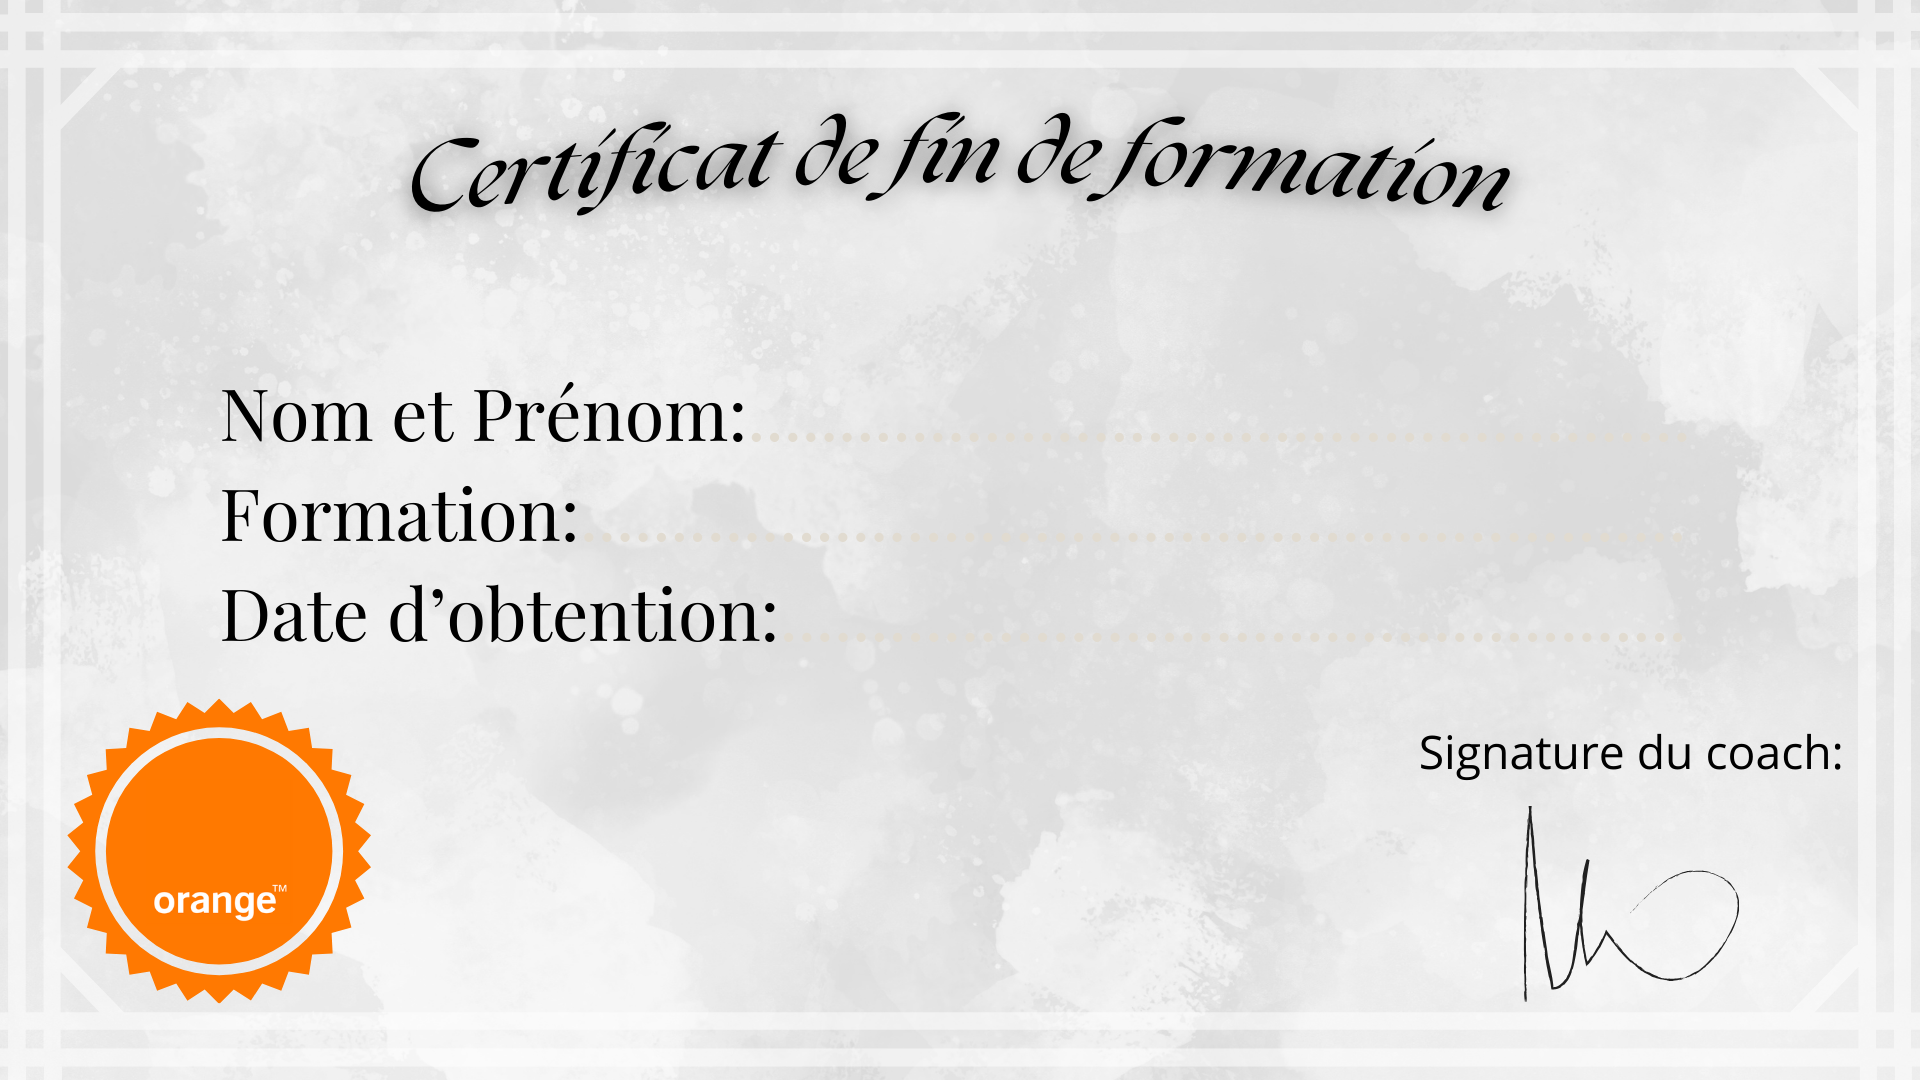 Certificat de fin de formation
Nom et Prénom:....................................................
Formation:.............................................................
Date d’obtention:..................................................
Signature du coach:
orange™